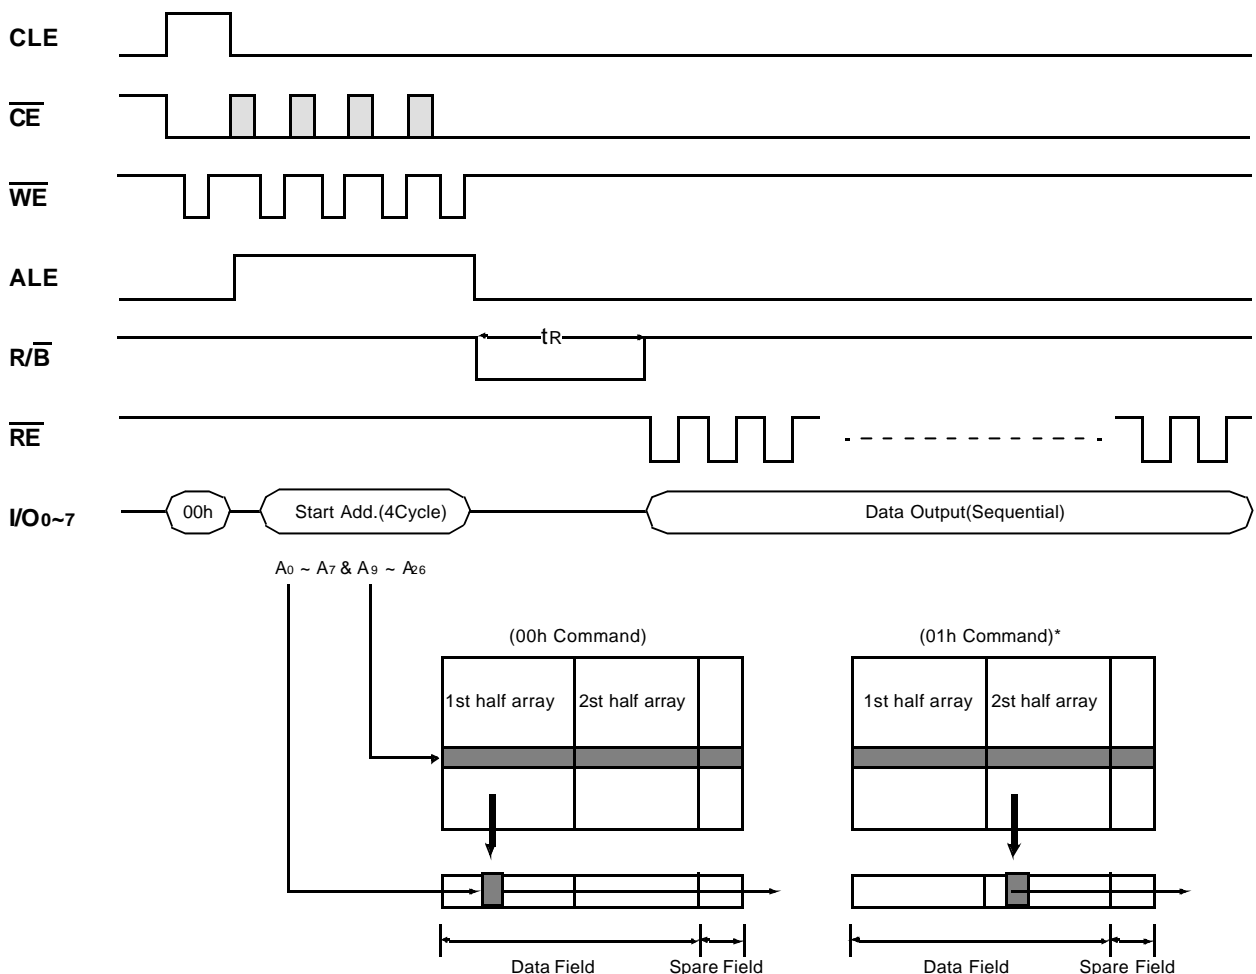 CLE
CE
WE
ALE
tR
R/B
RE
I/O0~7 00h Start Add.(4Cycle) Data Output(Sequential)
A0 ~ A7 & A9 ~ A26
(00h Command) (01h Command)*
1st half array 2st half array 1st half array 2st half array
Data Field Spare Field Data Field Spare Field